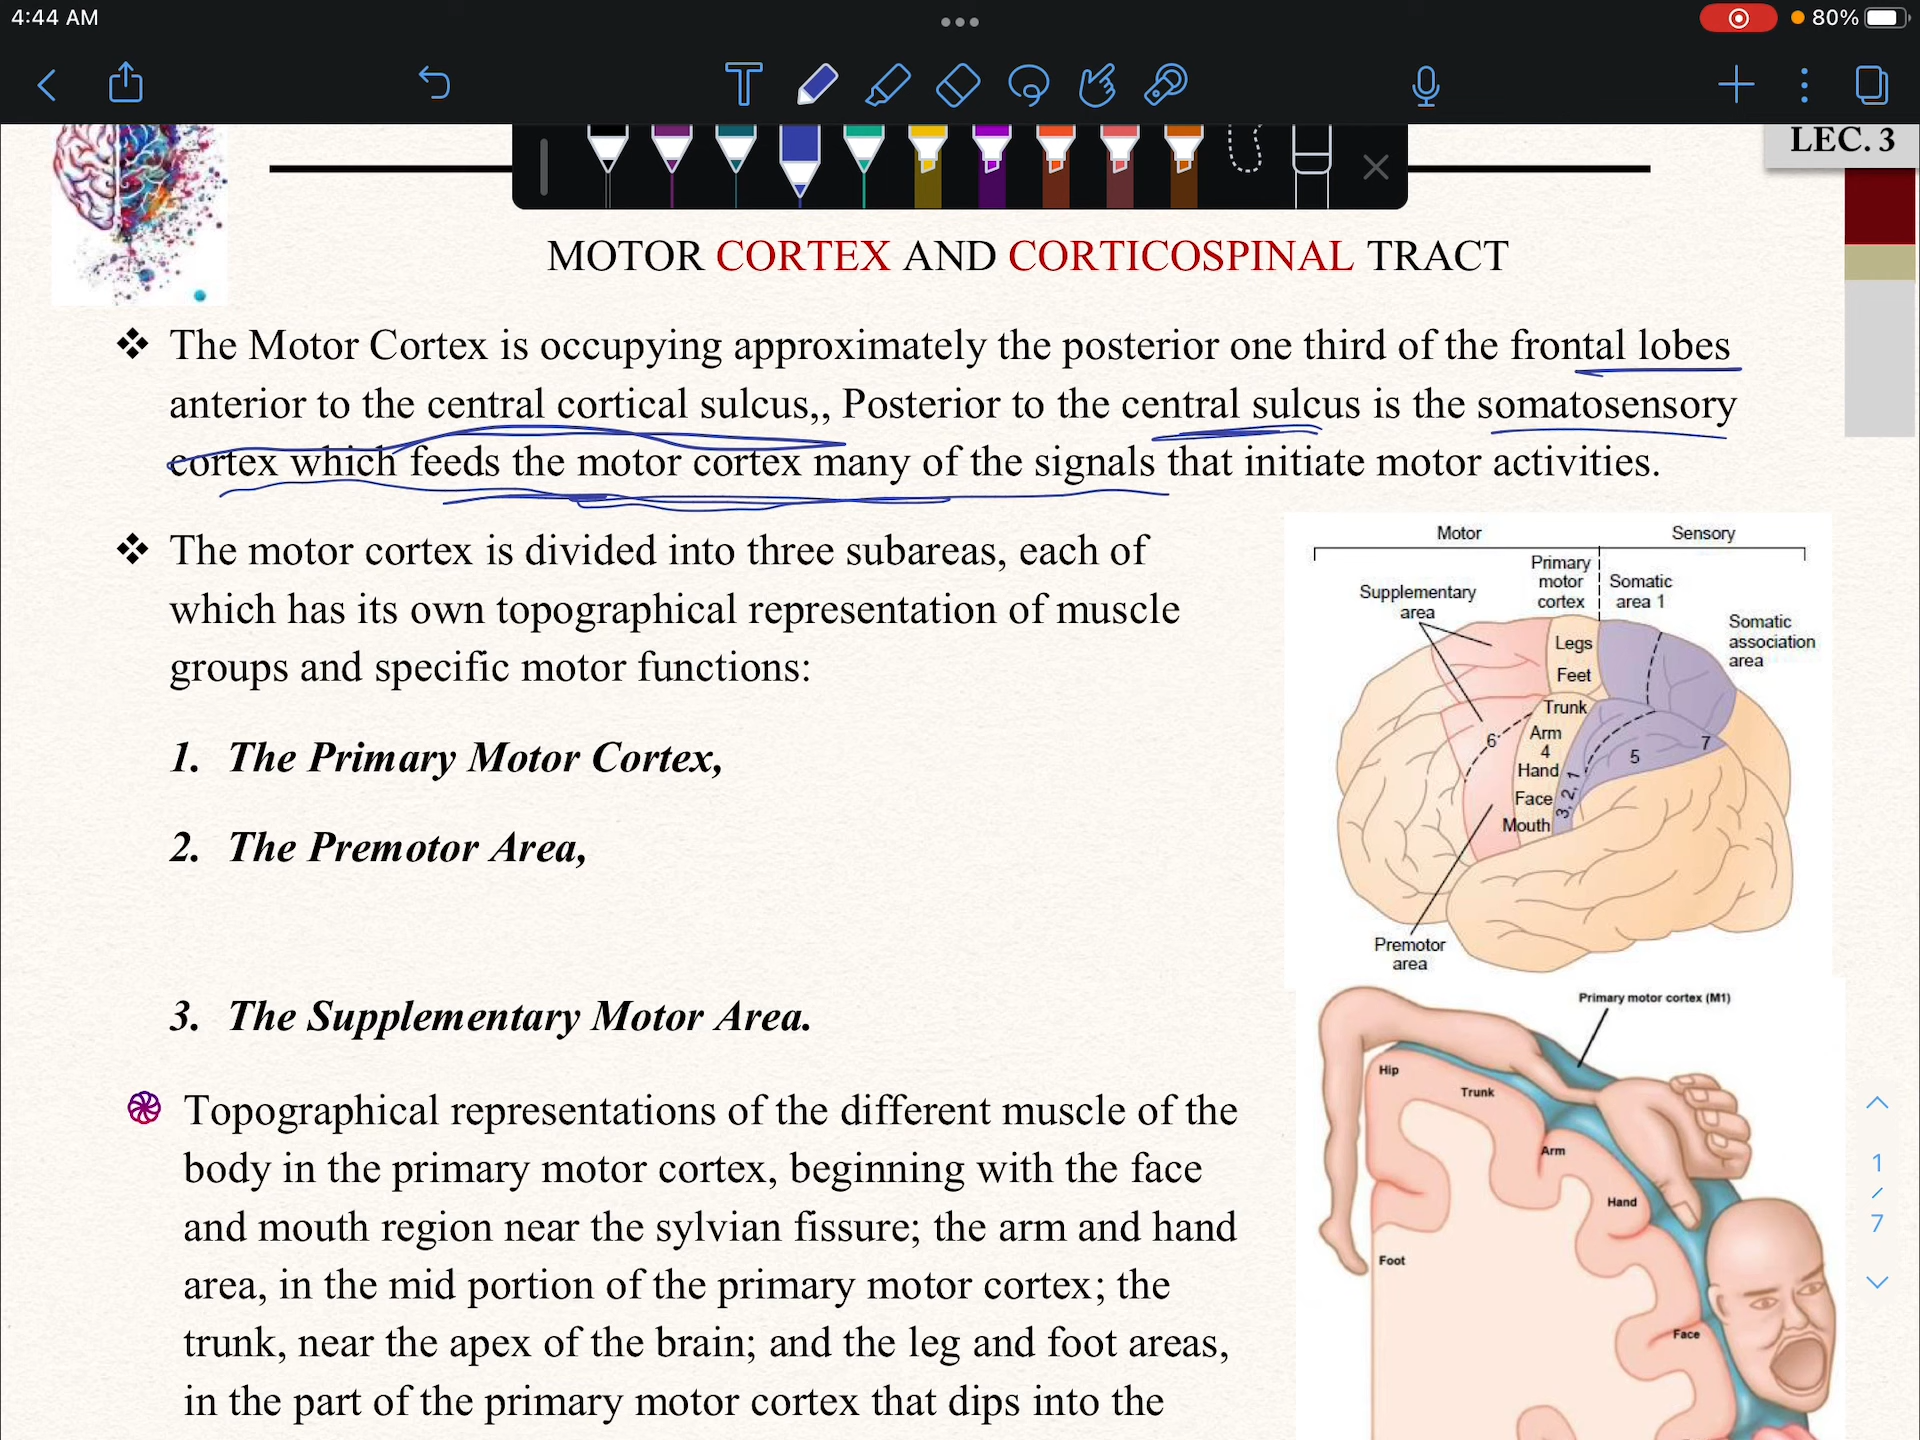 4:44 AM
80%
LEC. 3
MOTOR CORTEX AND CORTICOSPINAL TRACT
❖ The Motor Cortex is occupying approximately the posterior one third of the frontal lobes
anterior to the central cortical sulcus,, Posterior to the central sulcus is the somatosensory
cortex which feeds the motor cortex many of the signals that initiate motor activities.
❖ The motor cortex is divided into three subareas, each of
which has its own topographical representation of muscle
groups and specific motor functions:
1. The Primary Motor Cortex,
2. The Premotor Area,
3. The Supplementary Motor Area.
Topographical representations of the different muscle of the
body in the primary motor cortex, beginning with the face
and mouth region near the sylvian fissure; the arm and hand
area, in the mid portion of the primary motor cortex; the
trunk, near the apex of the brain; and the leg and foot areas,
in the part of the primary motor cortex that dips into the
Motor
Sensory
Primary
motor
cortex
Somatic
area 1
Supplementary
area
Somatic
association
area
Legs
Feet
Trunk
Arm
4
Hand
Face
Mouth
6
3, 2, 1
5
7
Premotor
area
Primary motor cortex (M1)
Hip
Trunk
Arm
Hand
Foot
Face
1
/
7